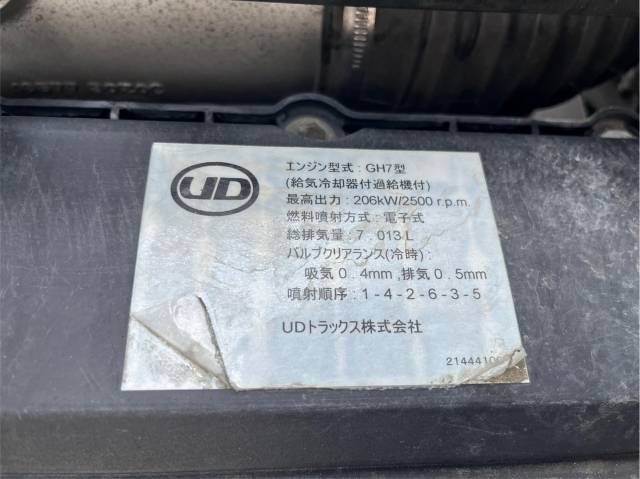 UD
エンジン型式：GH7型
(給気冷却器付過給機付)
最高出力：206kW/2500 r.p.m.
燃料噴射方式：電子式
総排気量：7．013L
バルブクリアランス(冷時)：
吸気０．4mm,排気０．5mm
噴射順序：1-4-2-6-3-5
UDトラックス株式会社